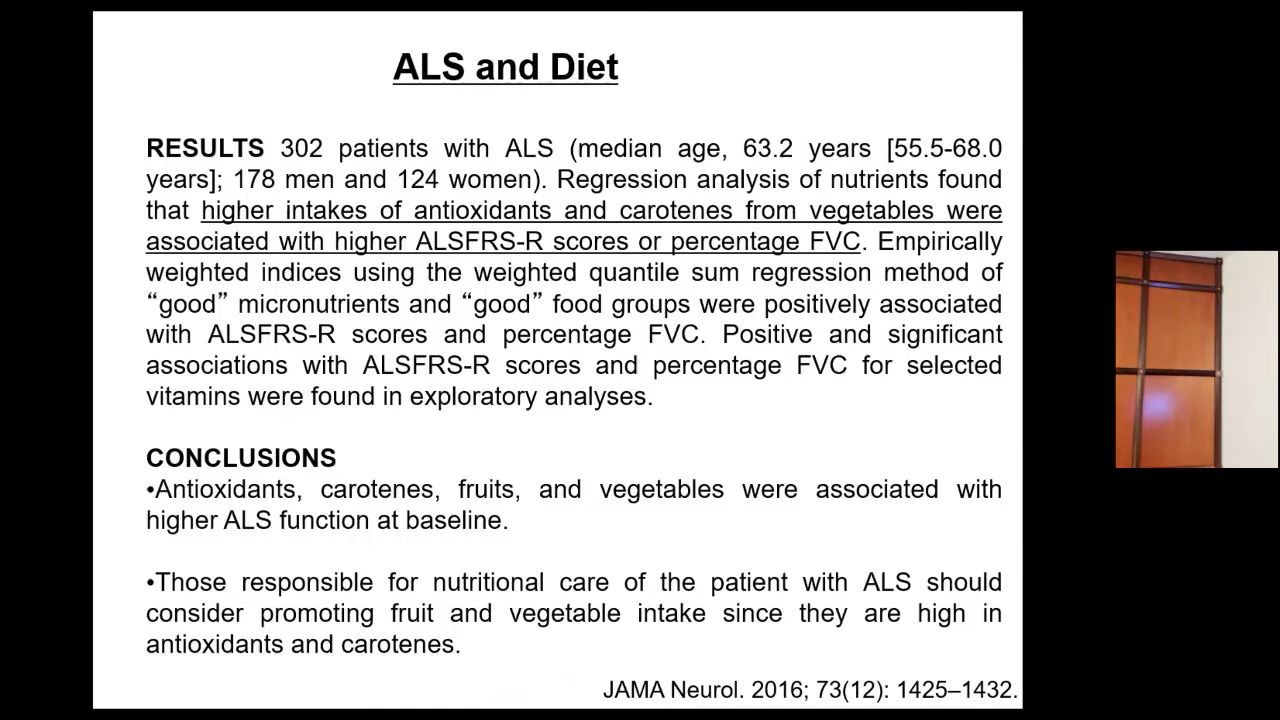 ALS and Diet
RESULTS 302 patients with ALS (median age, 63.2 years [55.5-68.0
years]; 178 men and 124 women). Regression analysis of nutrients found
that higher intakes of antioxidants and carotenes from vegetables were
associated with higher ALSFRS-R scores or percentage FVC. Empirically
weighted indices using the weighted quantile sum regression method of
“good” micronutrients and “good” food groups were positively associated
with ALSFRS-R scores and percentage FVC. Positive and significant
associations with ALSFRS-R scores and percentage FVC for selected
vitamins were found in exploratory analyses.
CONCLUSIONS
•Antioxidants, carotenes, fruits, and vegetables were associated with
higher ALS function at baseline.
•Those responsible for nutritional care of the patient with ALS should
consider promoting fruit and vegetable intake since they are high in
antioxidants and carotenes.
JAMA Neurol. 2016; 73(12): 1425–1432.